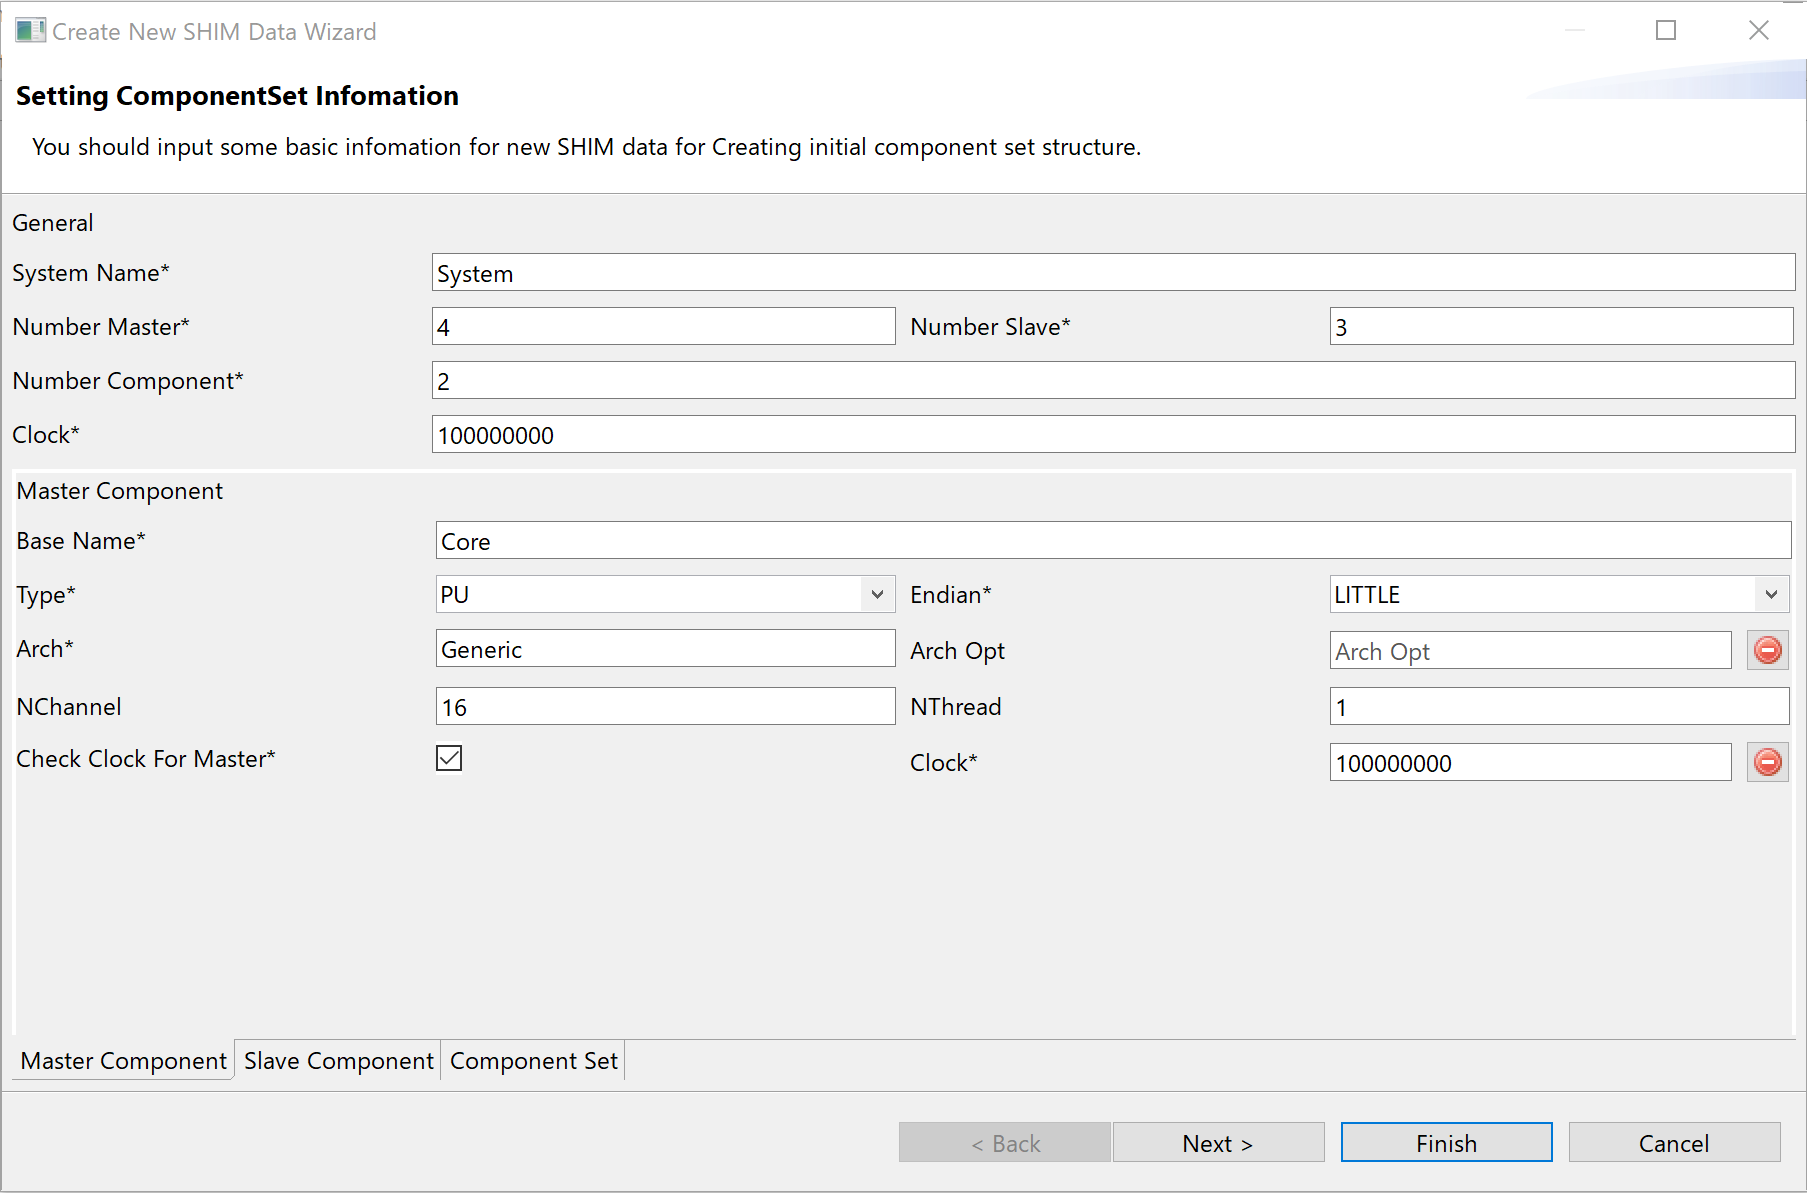 Create New SHIM Data Wizard
Setting ComponentSet Infomation
You should input some basic infomation for new SHIM data for Creating initial component set structure.
General
System Name* System
Number Master* 4 Number Slave* 3
Number Component* 2
Clock* 100000000
Master Component
Base Name* Core
Type* PU Endian* LITTLE
Arch* Generic Arch Opt Arch Opt
NChannel 16 NThread 1
Check Clock For Master* Clock* 100000000
Master Component Slave Component Component Set
< Back Next > Finish Cancel